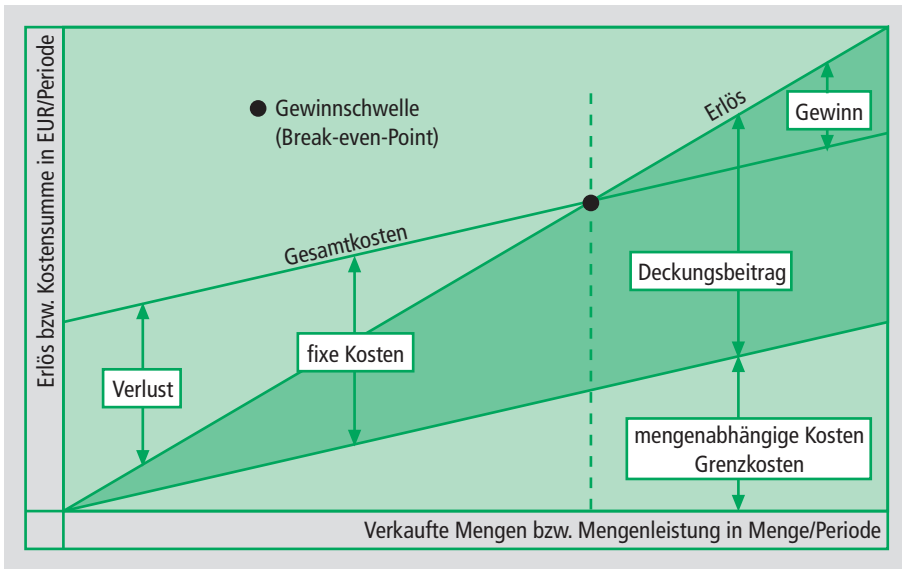 Erlös bzw. Kostensumme in EUR/Periode
Gewinnschwelle
(Break-even-Point)
Erlös
Gewinn
Gesamtkosten
Deckungsbeitrag
fixe Kosten
Verlust
mengenabhängige Kosten
Grenzkosten
Verkaufte Mengen bzw. Mengenleistung in Menge/Periode